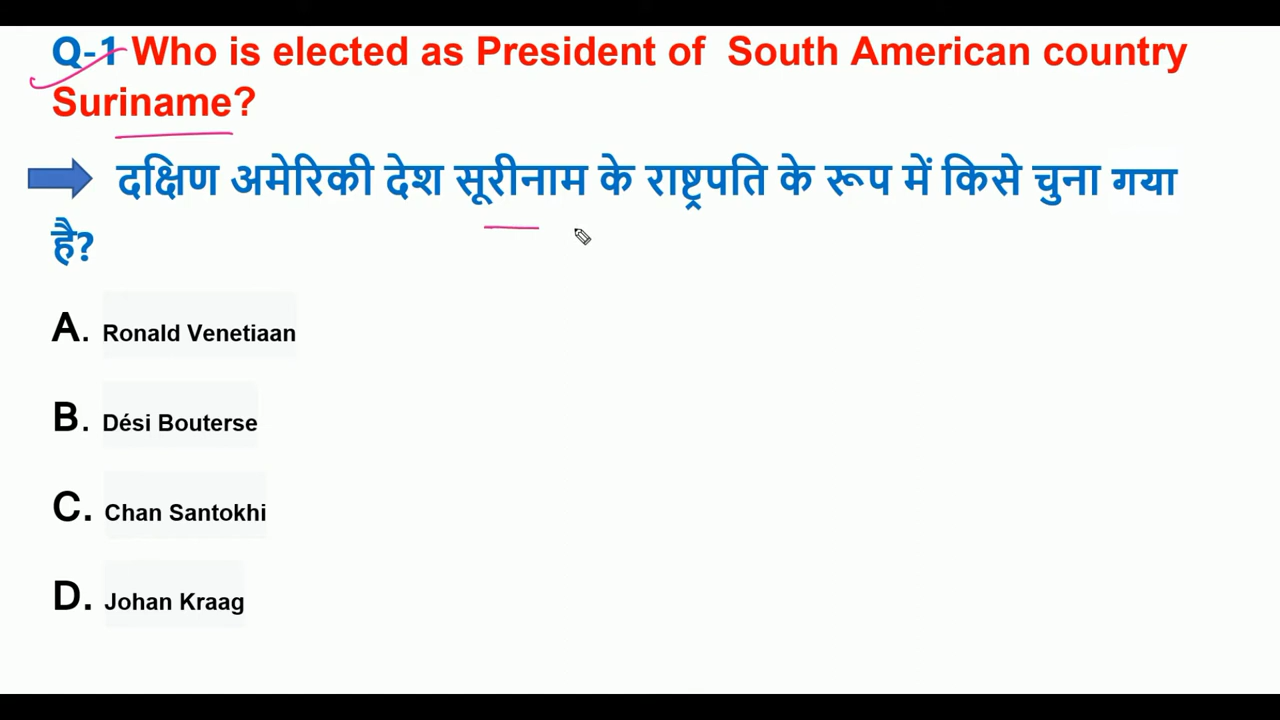 Q-1 Who is elected as President of South American country
Suriname?
दक्षिण अमेरिकी देश सूरीनाम के राष्ट्रपति के रूप में किसे चुना गया
है?
A. Ronald Venetiaan
B. Dési Bouterse
C. Chan Santokhi
D. Johan Kraag